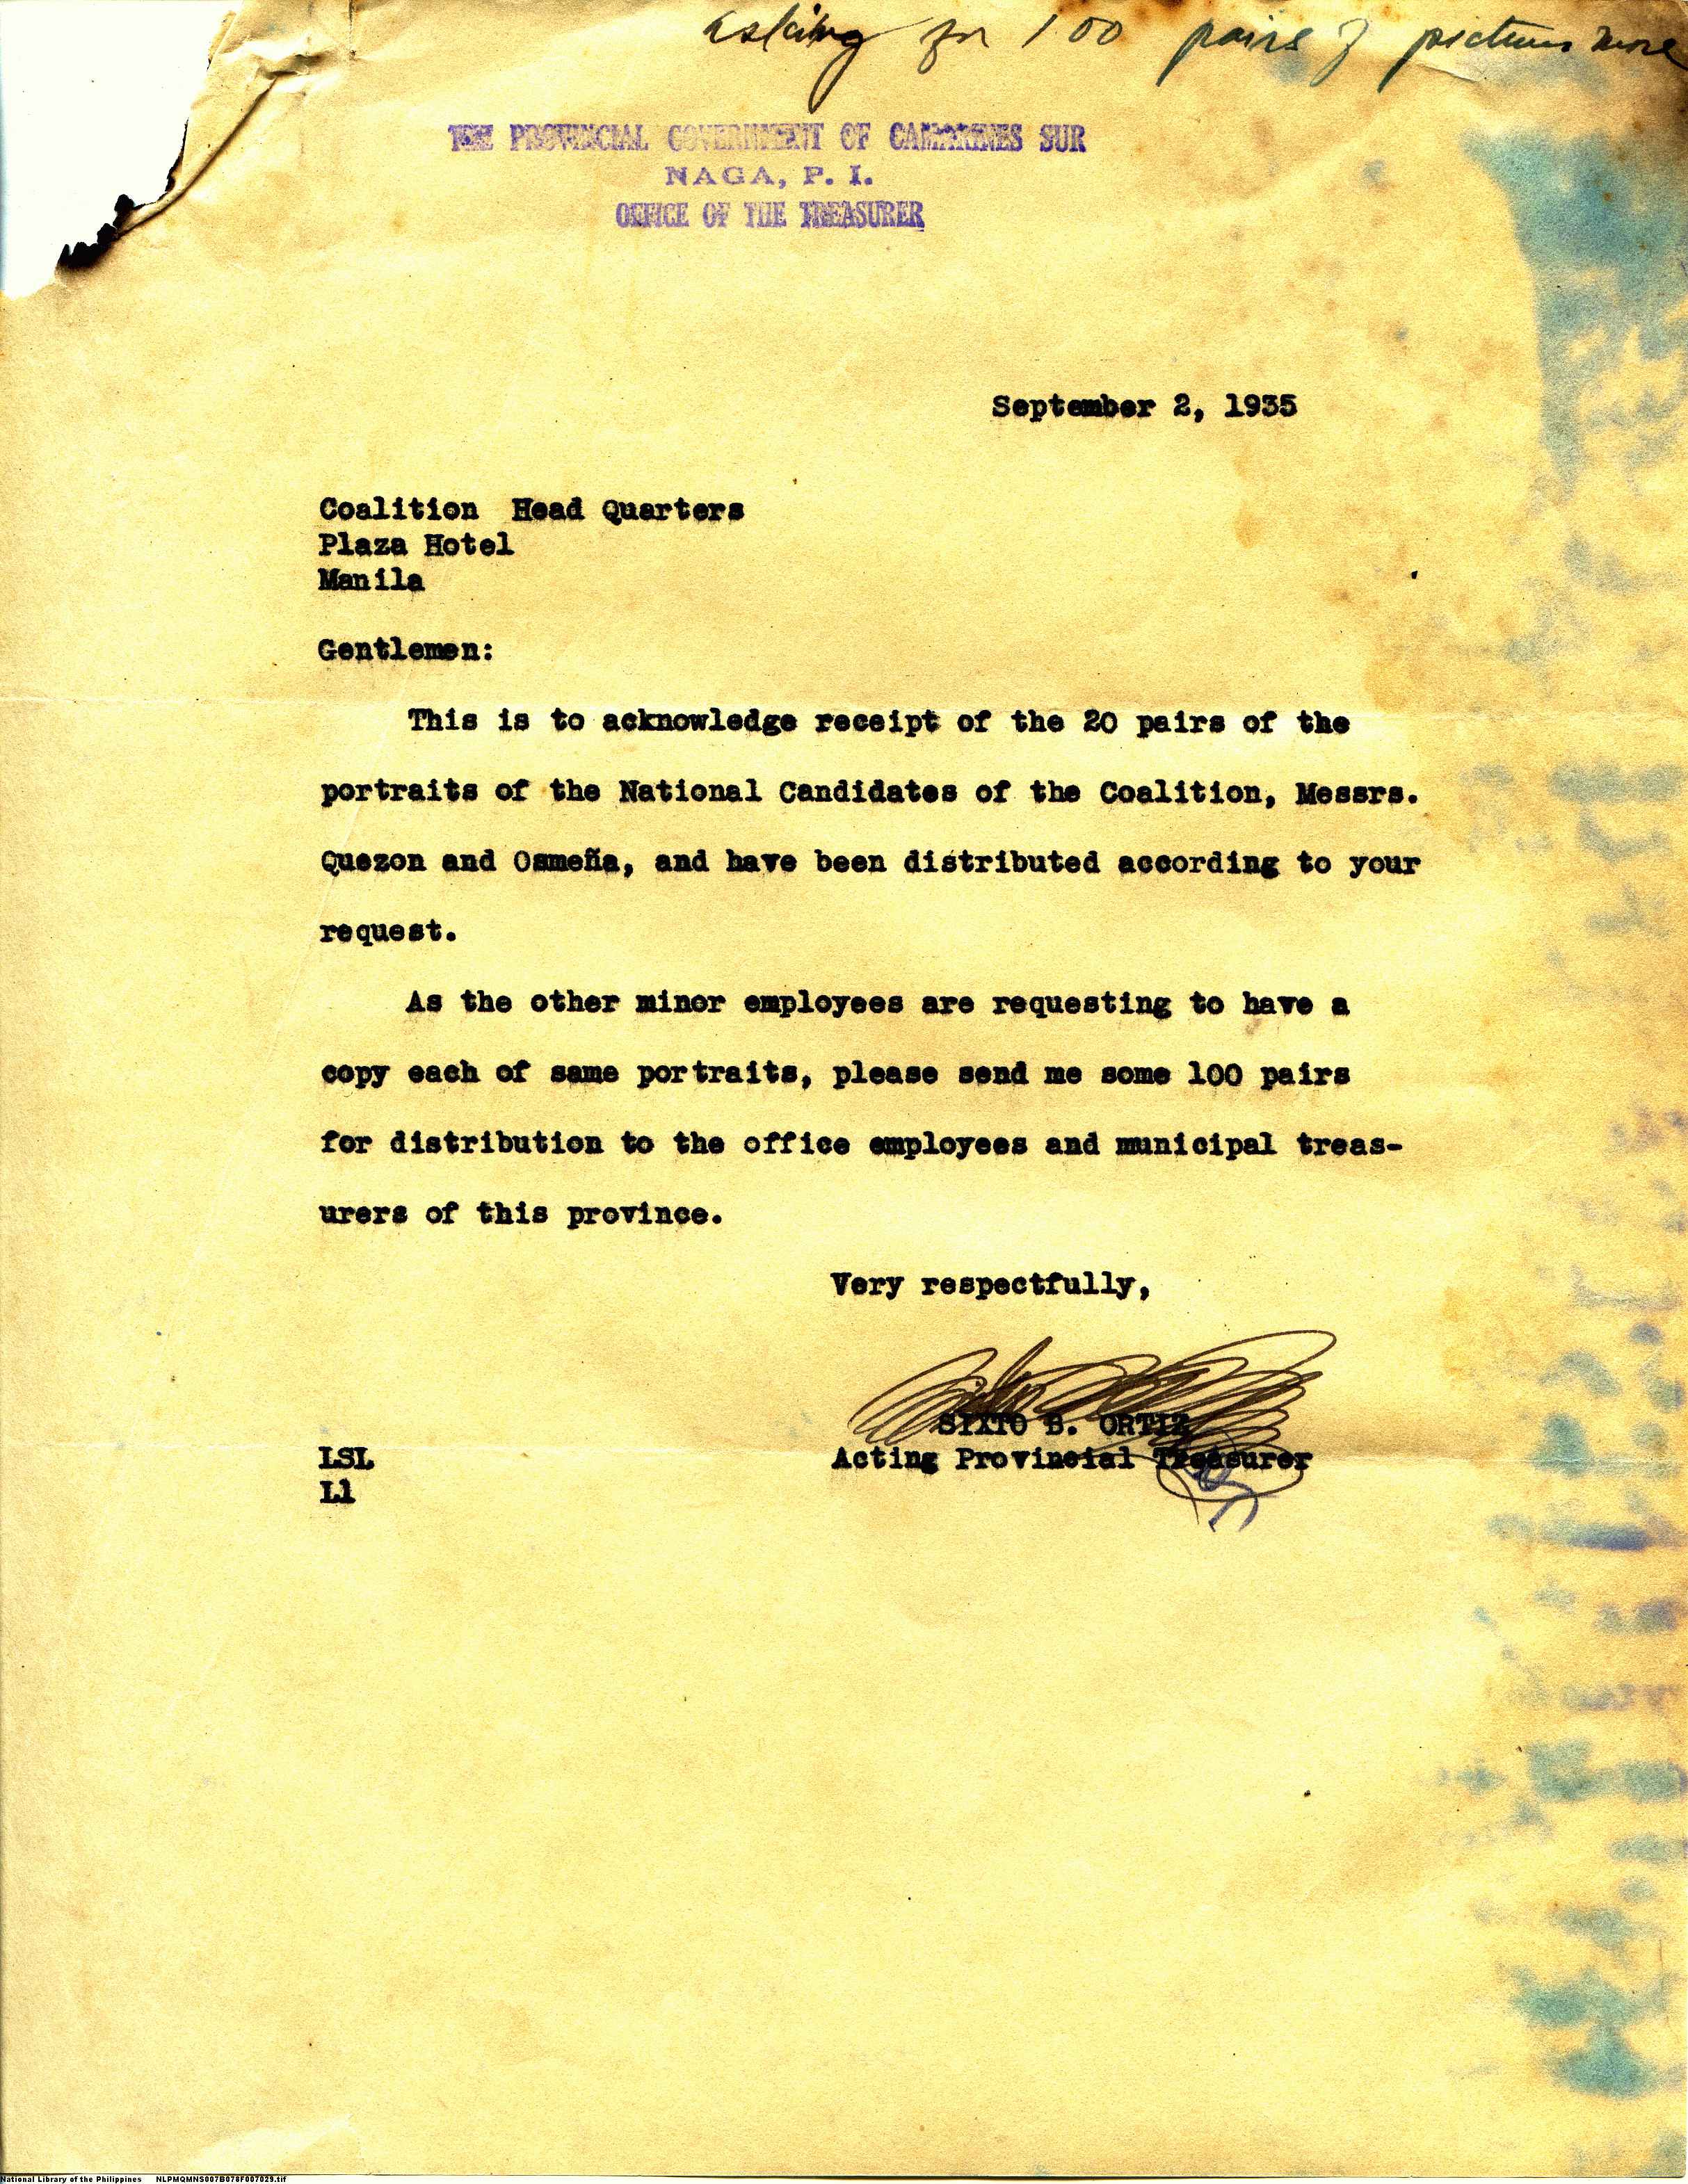 asking for 100 pairs of pictures more
THE PROVINCIAL GOVERNMENT OF CAMARINES SUR
NAGA, P. I.
OFFICE OF THE TREASURER
September 2, 1935
Coalition Head Quarters
Plaza Hotel
Manila
Gentlemen:
This is to acknowledge receipt of the 20 pairs of the
portraits of the National Candidates of the Coalition, Messrs.
Quezon and Osmeña, and have been distributed according to your
request.
As the other minor employees are requesting to have a
copy each of same portraits, please send me some 100 pairs
for distribution to the office employees and municipal treas-
urers of this province.
Very respectfully,
SIXTO B. ORTIZ
Acting Provincial Treasurer
LSL
Ll
National Library of the Philippines NLPMQMNS007B078F007029.tif